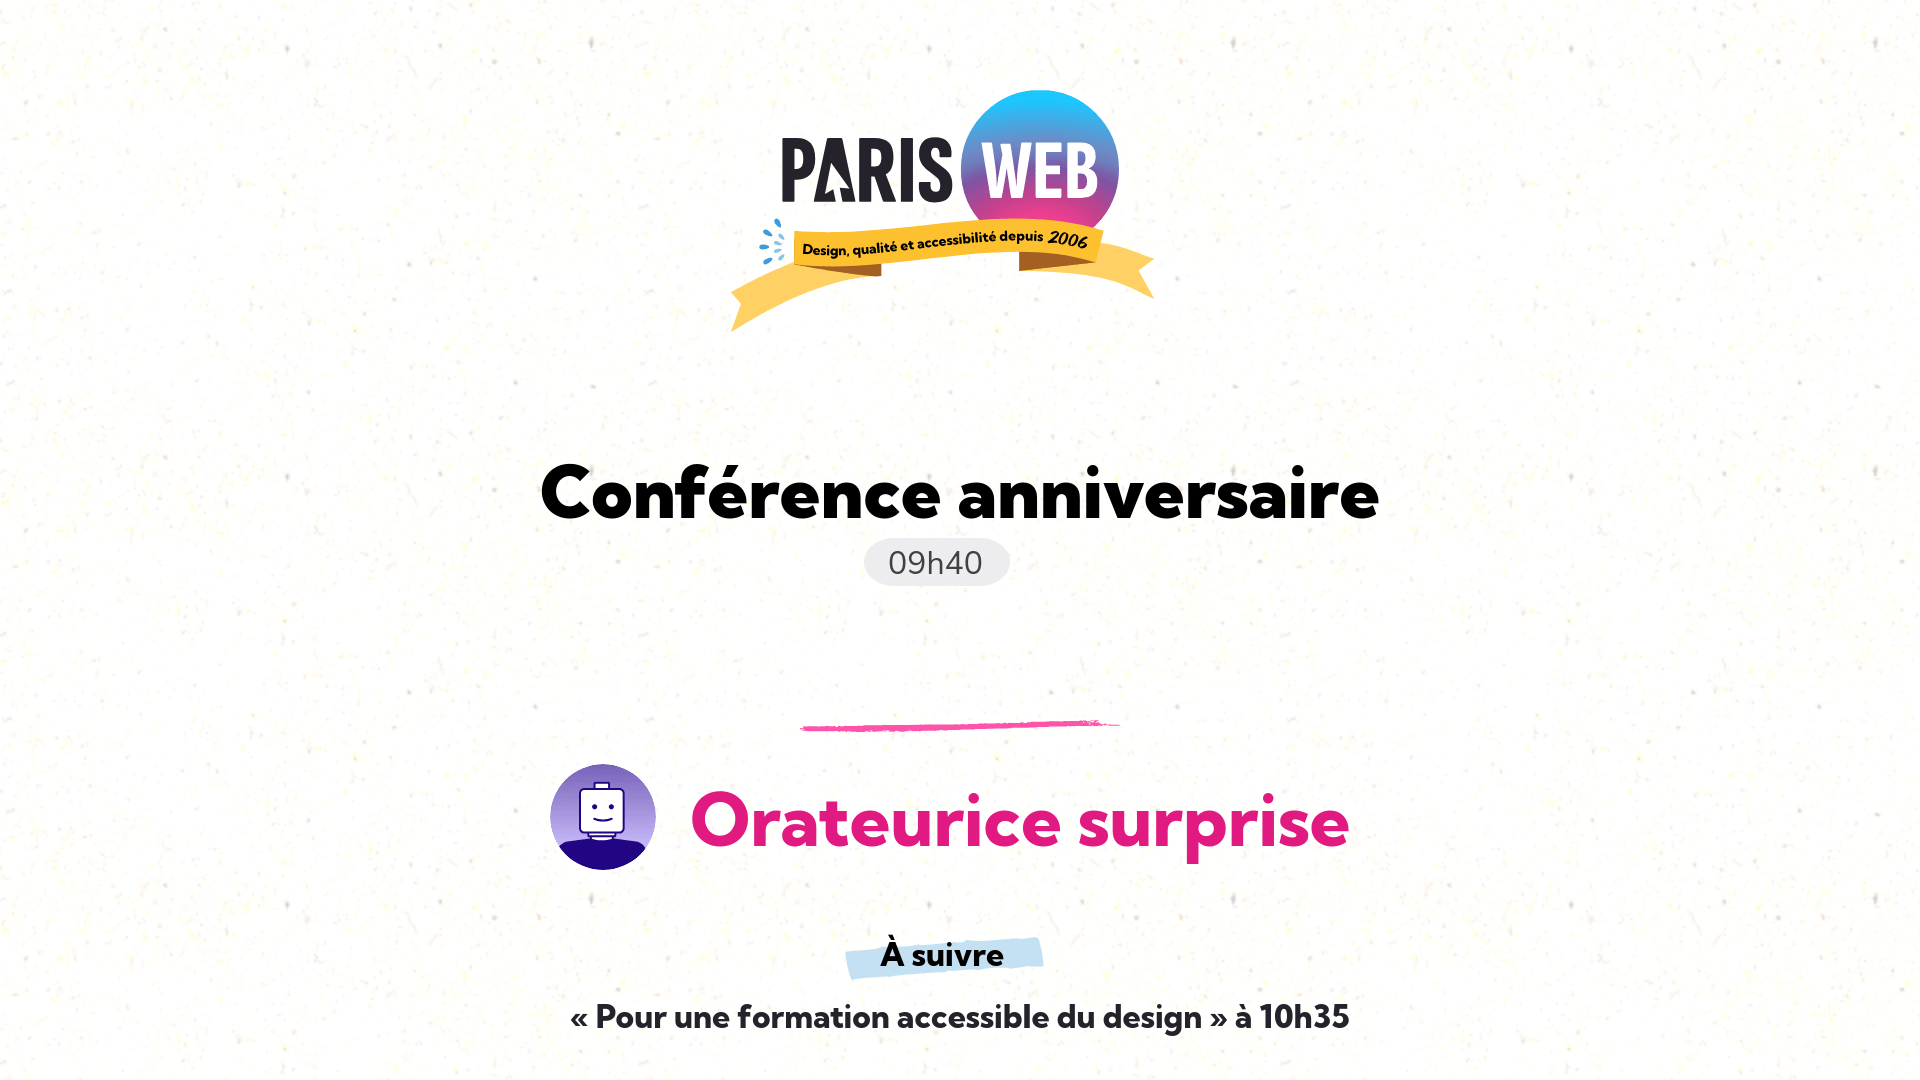 PARIS WEB
Design, qualité et accessibilité depuis 2006
Conférence anniversaire
09h40
Orateurice surprise
À suivre
« Pour une formation accessible du design » à 10h35